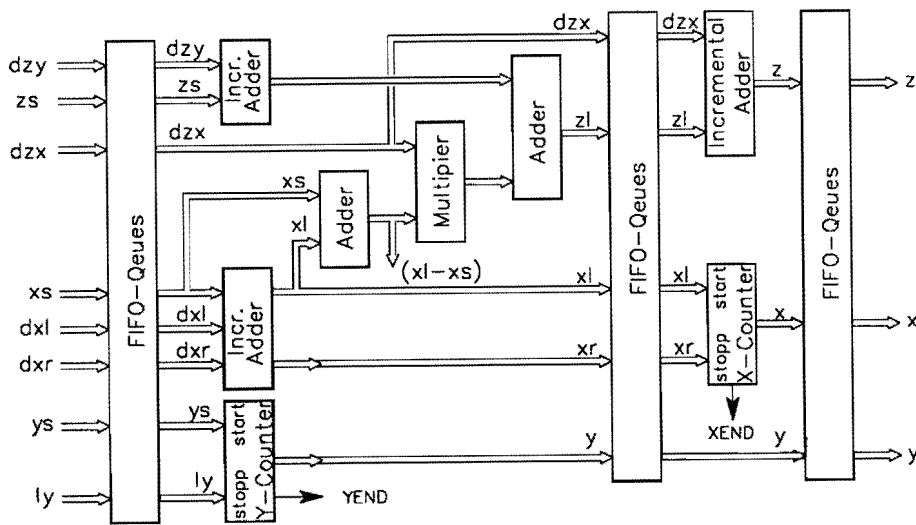 dzy
zs
dzx
xs
dxl
dxr
ys
ly
FIFO-Qeues
dzy
zs
dzx
xs
dxl
dxr
ys
ly
Incr.
Adder
xl
Adder
(xl-xs)
Multipier
Adder
Incr.
Adder
stopp start
Y-Counter
YEND
dzx
zl
xl
xr
y
FIFO-Qeues
dzx
zl
xl
xr
Incremental
Adder
stopp start
X-Counter
XEND
z
x
y
FIFO-Qeues
z
x
y